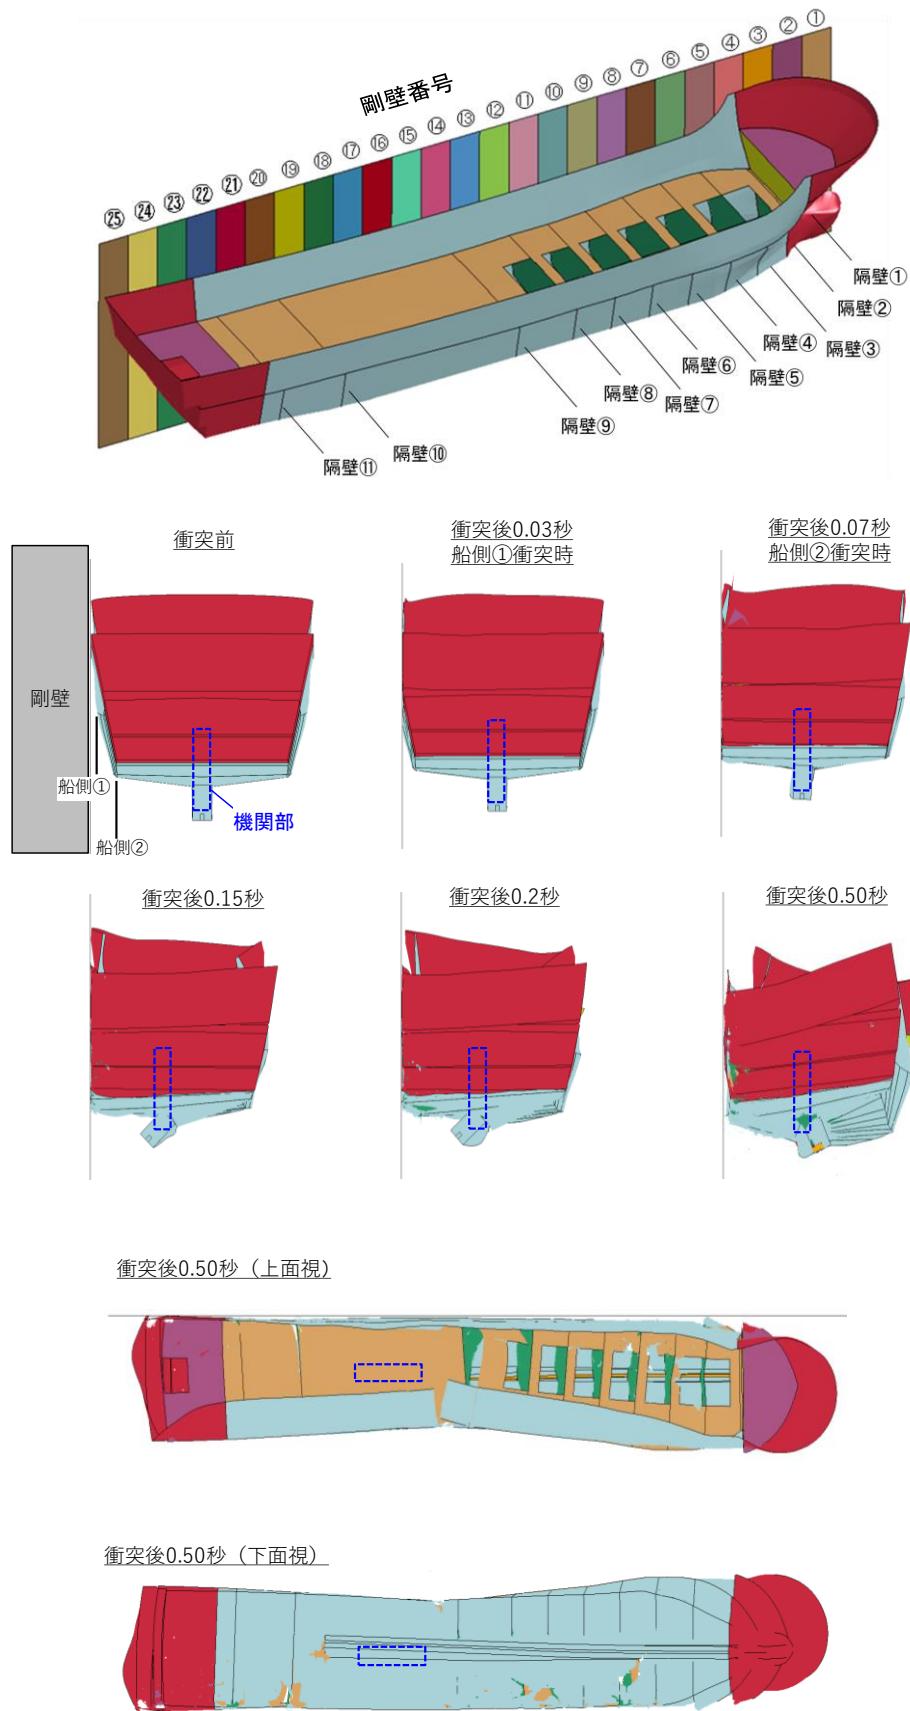 剛壁番号
①
②
③
④
⑤
⑥
⑦
⑧
⑨
⑩
⑪
⑫
⑬
⑭
⑮
⑯
⑰
⑱
⑲
⑳
㉑
㉒
㉓
㉔
㉕
隔壁①
隔壁②
隔壁③
隔壁④
隔壁⑤
隔壁⑥
隔壁⑦
隔壁⑧
隔壁⑨
隔壁⑩
隔壁⑪
衝突前
衝突後0.03秒
船側①衝突時
衝突後0.07秒
船側②衝突時
剛壁
船側①
船側②
機関部
衝突後0.15秒
衝突後0.2秒
衝突後0.50秒
衝突後0.50秒（上面視）
衝突後0.50秒（下面視）